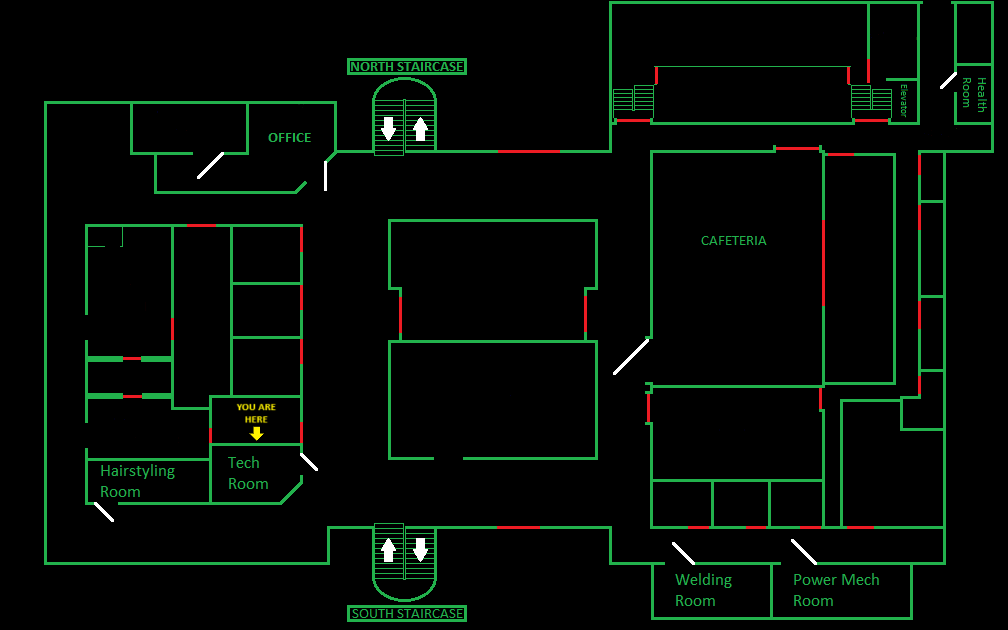 NORTH STAIRCASE
OFFICE
Elevator
Health
Room
CAFETERIA
YOU ARE
HERE
Hairstyling
Room
Tech
Room
Welding
Room
Power Mech
Room
SOUTH STAIRCASE